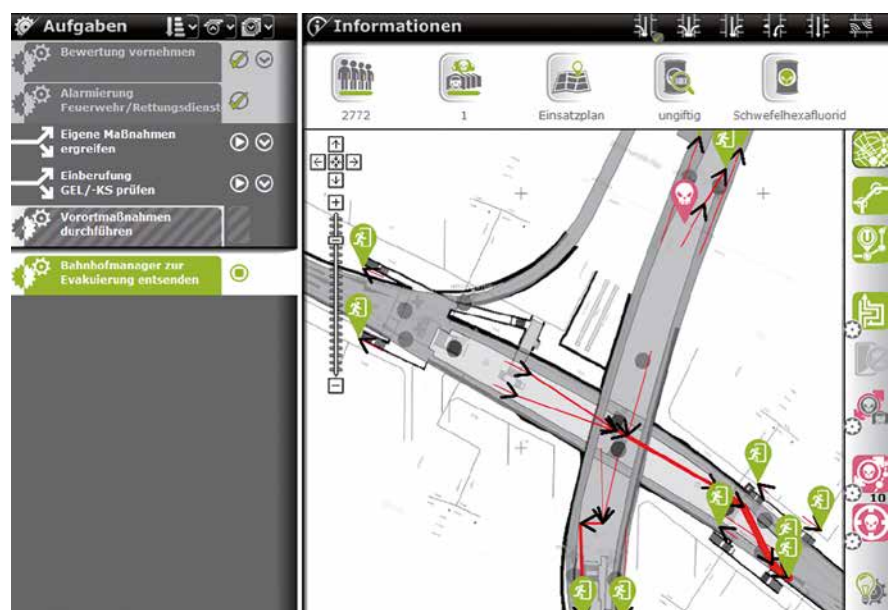 Aufgaben
Bewertung vornehmen
Alarmierung
Feuerwehr/Rettungsdienst
Eigene Maßnahmen
ergreifen
Einberufung
GEL/-KS prüfen
Vorortmaßnahmen
durchführen
Bahnhofmanager zur
Evakuierung entsenden
Informationen
2772
1
Einsatzplan
ungiftig
Schwefelhexafluorid
10